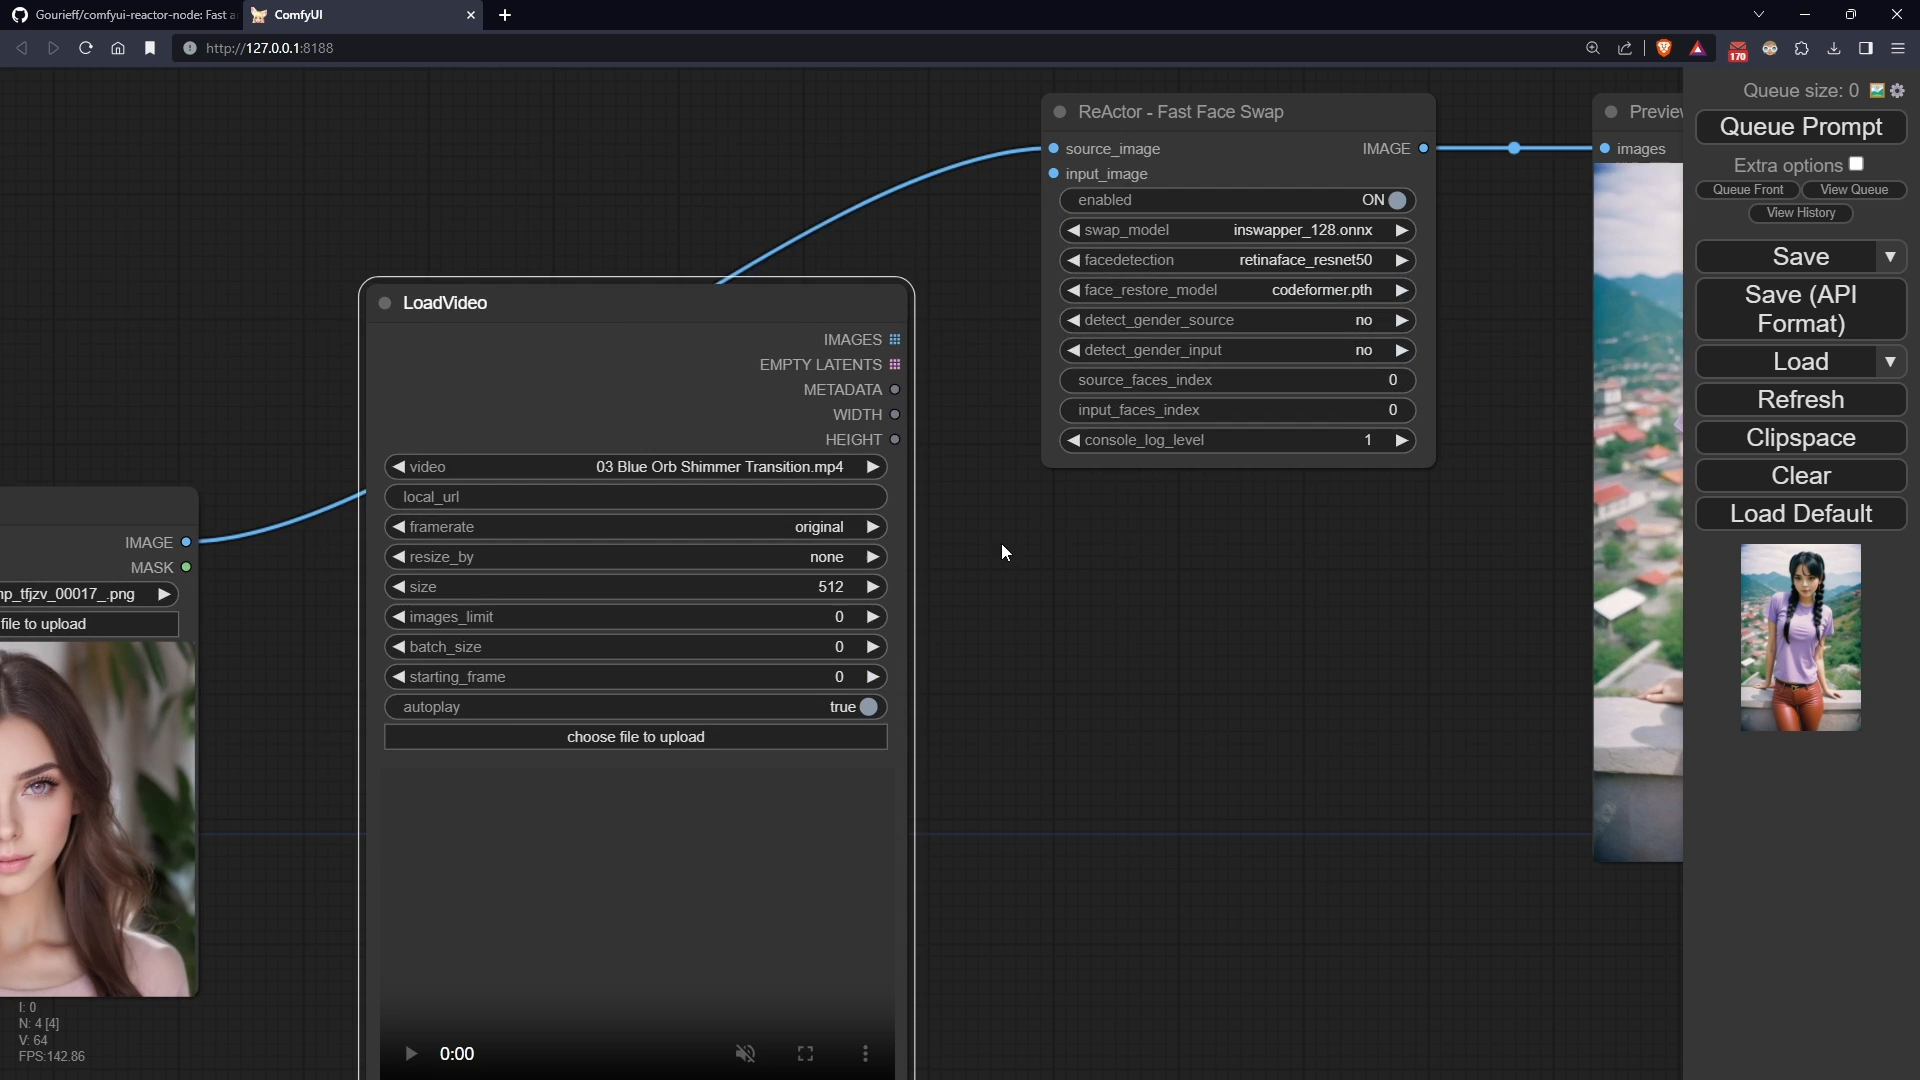 Gourieff/comfyui-reactor-node: Fast a
ComfyUI
http://127.0.0.1:8188
170
ReActor - Fast Face Swap
source_image
IMAGE
input_image
enabled
ON
swap_model
inswapper_128.onnx
facedetection
retinaface_resnet50
face_restore_model
codeformer.pth
detect_gender_source
no
detect_gender_input
no
source_faces_index
0
input_faces_index
0
console_log_level
1
Preview
images
Queue size: 0
Queue Prompt
Extra options
Queue Front
View Queue
View History
Save
Save (API
Format)
Load
Refresh
Clipspace
Clear
Load Default
LoadVideo
IMAGES
EMPTY LATENTS
METADATA
WIDTH
HEIGHT
video
03 Blue Orb Shimmer Transition.mp4
local_url
framerate
original
resize_by
none
size
512
images_limit
0
batch_size
0
starting_frame
0
autoplay
true
choose file to upload
0:00
IMAGE
MASK
np_tfjzv_00017_.png
file to upload
I: 0
N: 4 [4]
V: 64
FPS:142.86